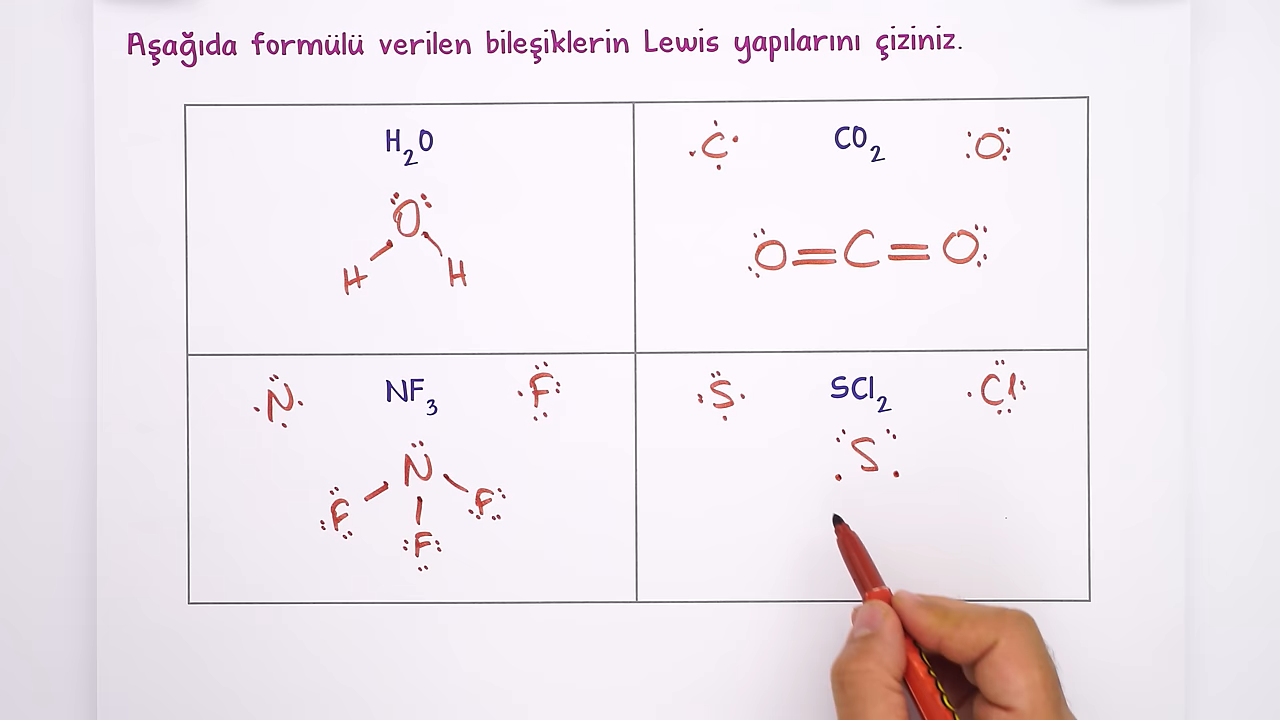 Aşağıda formülü verilen bileşiklerin Lewis yapılarını çiziniz.
H₂O
O
H H
C CO₂ O
O=C=O
N NF₃ F
N
F F
F
S SCl₂ Cl
S